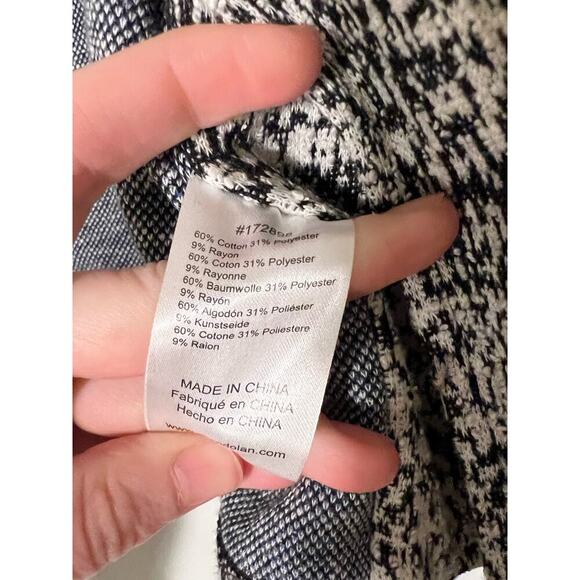 60% Cotton 31% Polyester
9% Rayon
60% Coton 31% Polyester
9% Rayonne
60% Baumwolle 31% Polyester
9% Rayón
60% Algodón 31% Poliéster
9% Kunstseide
60% Cotone 31% Poliestere
9% Raion
MADE IN CHINA
Fabriqué en CHINA
Hecho en CHINA